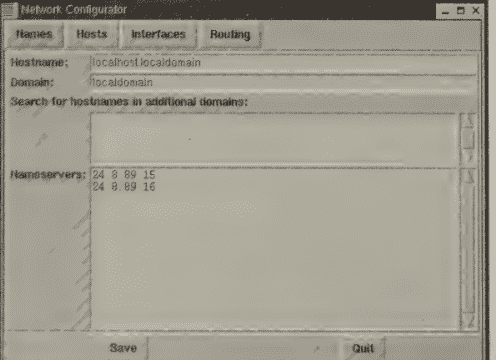 Network Configurator
Names Hosts Interfaces Routing
Hostname: localhost.localdomain
Domain: localdomain
Search for hostnames in additional domains:
Nameservers: 24 8 89 15
24 8 89 16
Save Quit